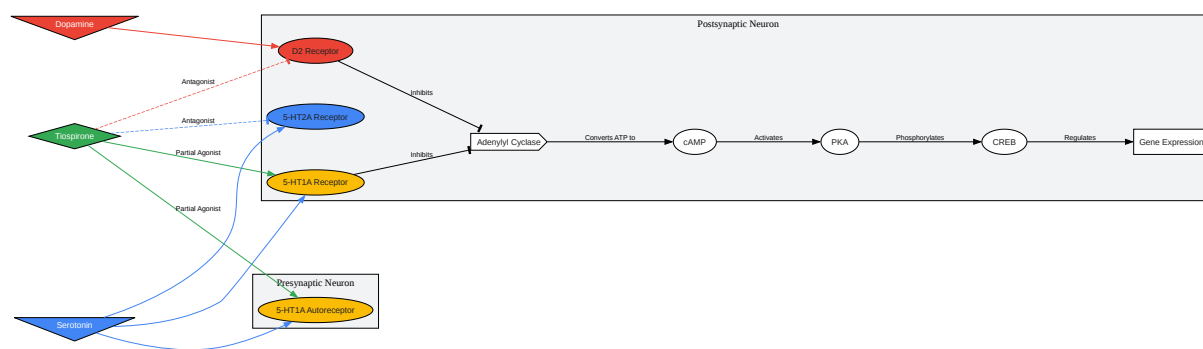 Postsynaptic Neuron
Dopamine
D2 Receptor
Antagonist
Inhibits
5-HT2A Receptor
Antagonist
Tiospirone
Adenylyl Cyclase
Converts ATP to
cAMP
Activates
PKA
Phosphorylates
CREB
Regulates
Gene Expression
Partial Agonist
Inhibits
5-HT1A Receptor
Partial Agonist
Presynaptic Neuron
5-HT1A Autoreceptor
Serotonin